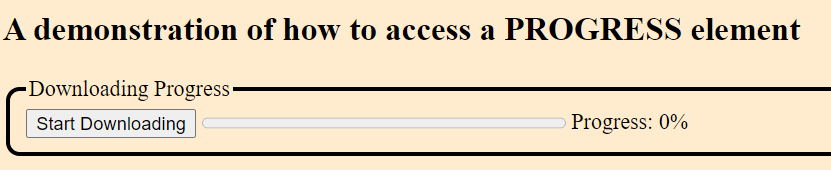 A demonstration of how to access a PROGRESS element
Downloading Progress
Start Downloading Progress: 0%